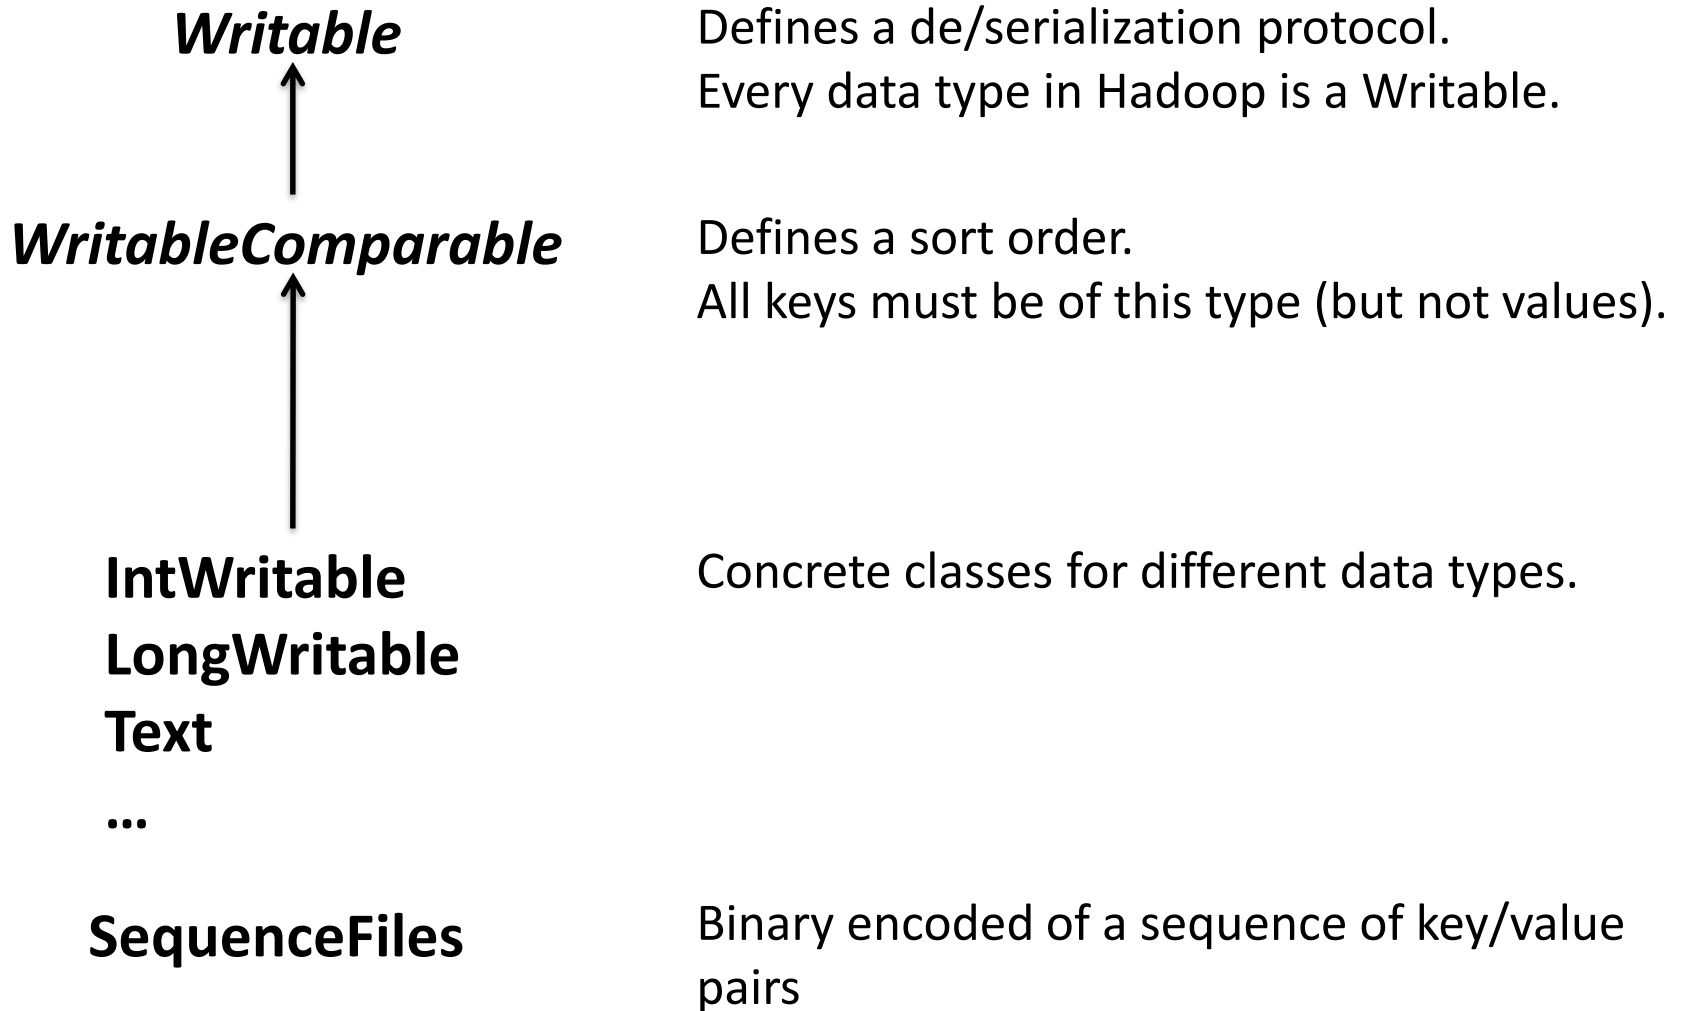 Writable
Defines a de/serialization protocol.
Every data type in Hadoop is a Writable.
WritableComparable
Defines a sort order.
All keys must be of this type (but not values).
IntWritable
Concrete classes for different data types.
LongWritable
Text
…
SequenceFiles
Binary encoded of a sequence of key/value
pairs